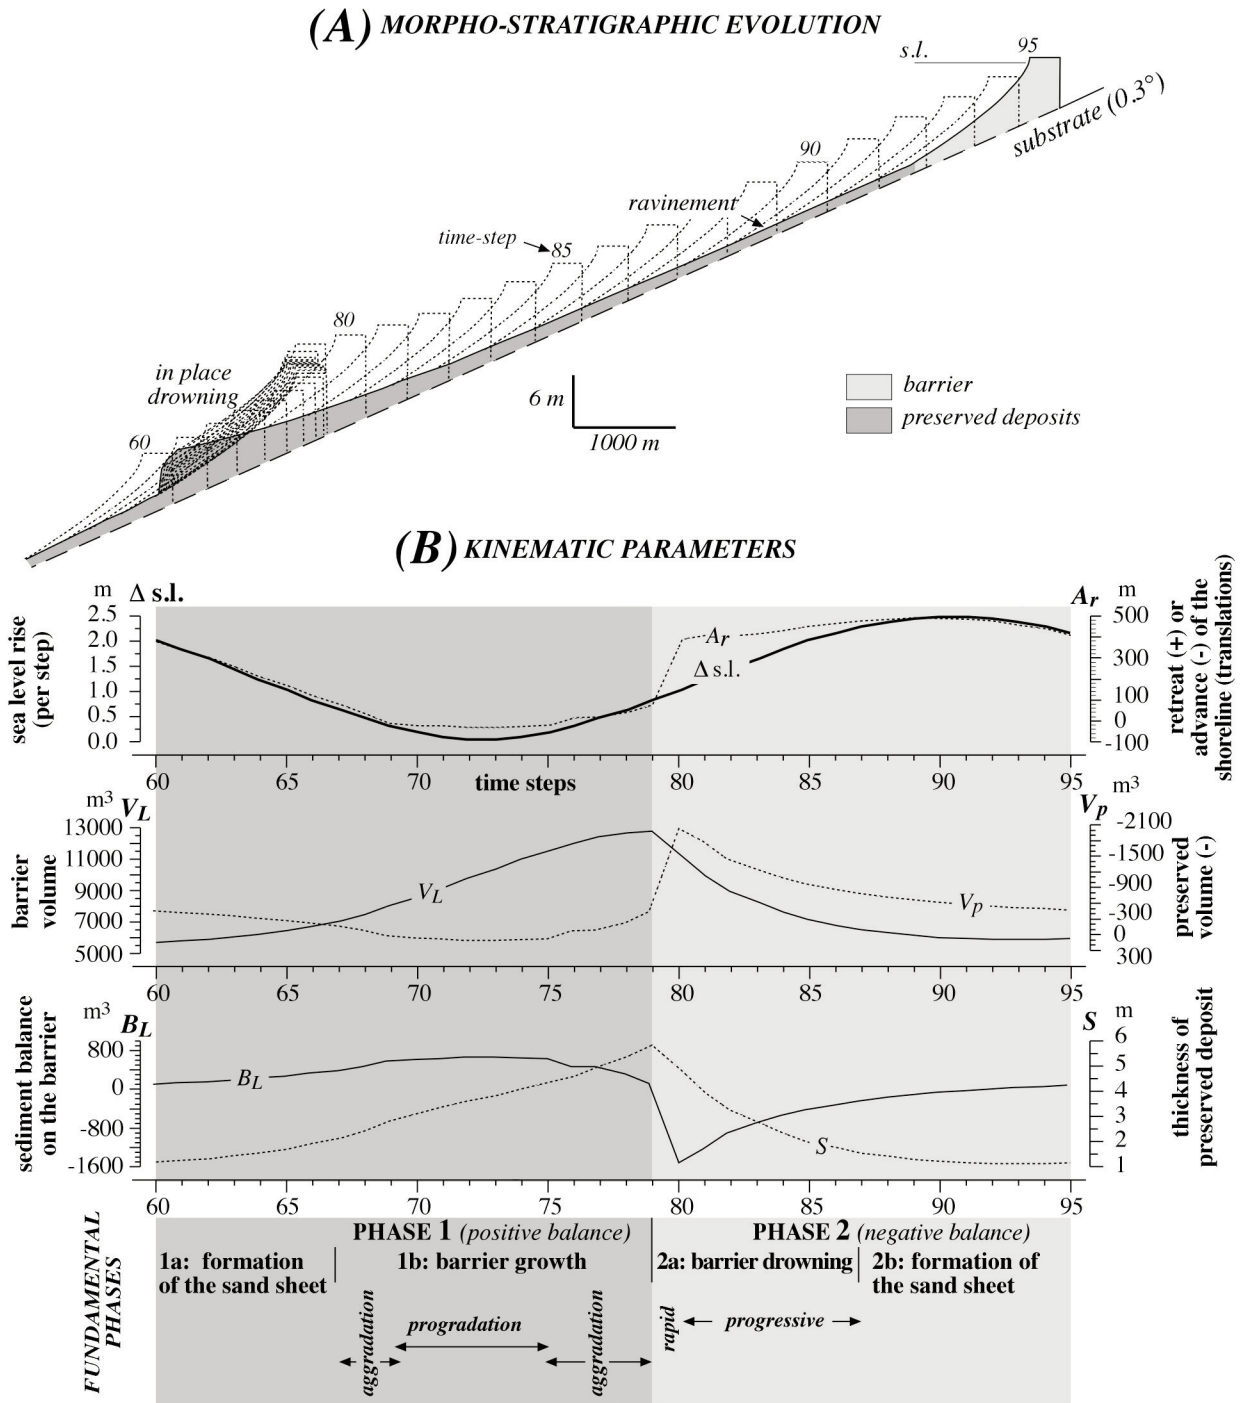 (A) MORPHO-STRATIGRAPHIC EVOLUTION
s.l.
95
substrate (0.3°)
90
ravinement
time-step
85
80
in place
drowning
60
6 m
1000 m
barrier
preserved deposits
(B) KINEMATIC PARAMETERS
m Δ s.l.
Ar m
sea level rise
(per step)
2.5
2.0
1.5
1.0
0.5
0.0
Ar
Δ s.l.
500
300
100
0
-100
retreat (+) or
advance (-) of the
shoreline (translations)
60 65 70 time steps 80 85 90 95
m3 VL
Vp m3
barrier
volume
13000
11000
9000
7000
5000
VL
Vp
-2100
-1500
-900
-300
0
300
preserved
volume (-)
60 65 70 75 80 85 90 95
m3 BL
S m
sediment balance
on the barrier
800
0
-800
-1600
BL
S
6
5
4
3
2
1
thickness of
preserved deposit
60 65 70 75 80 85 90 95
FUNDAMENTAL
PHASES
PHASE 1 (positive balance)
PHASE 2 (negative balance)
1a: formation
of the sand sheet
1b: barrier growth
2a: barrier drowning
2b: formation of
the sand sheet
aggradation
progradation
aggradation
rapid
progressive